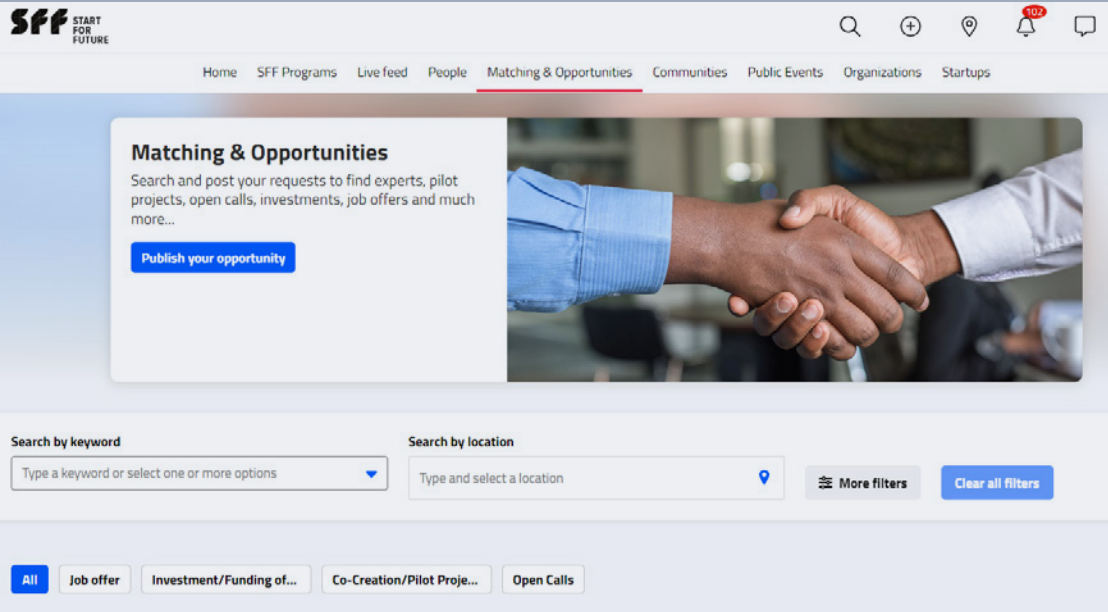 SFF START
FOR
FUTURE
102
Home SFF Programs Live feed People Matching & Opportunities Communities Public Events Organizations Startups
Matching & Opportunities
Search and post your requests to find experts, pilot
projects, open calls, investments, job offers and much
more...
Publish your opportunity
Search by keyword
Search by location
Type a keyword or select one or more options
Type and select a location
More filters
Clear all filters
All
Job offer
Investment/Funding of...
Co-Creation/Pilot Proje...
Open Calls